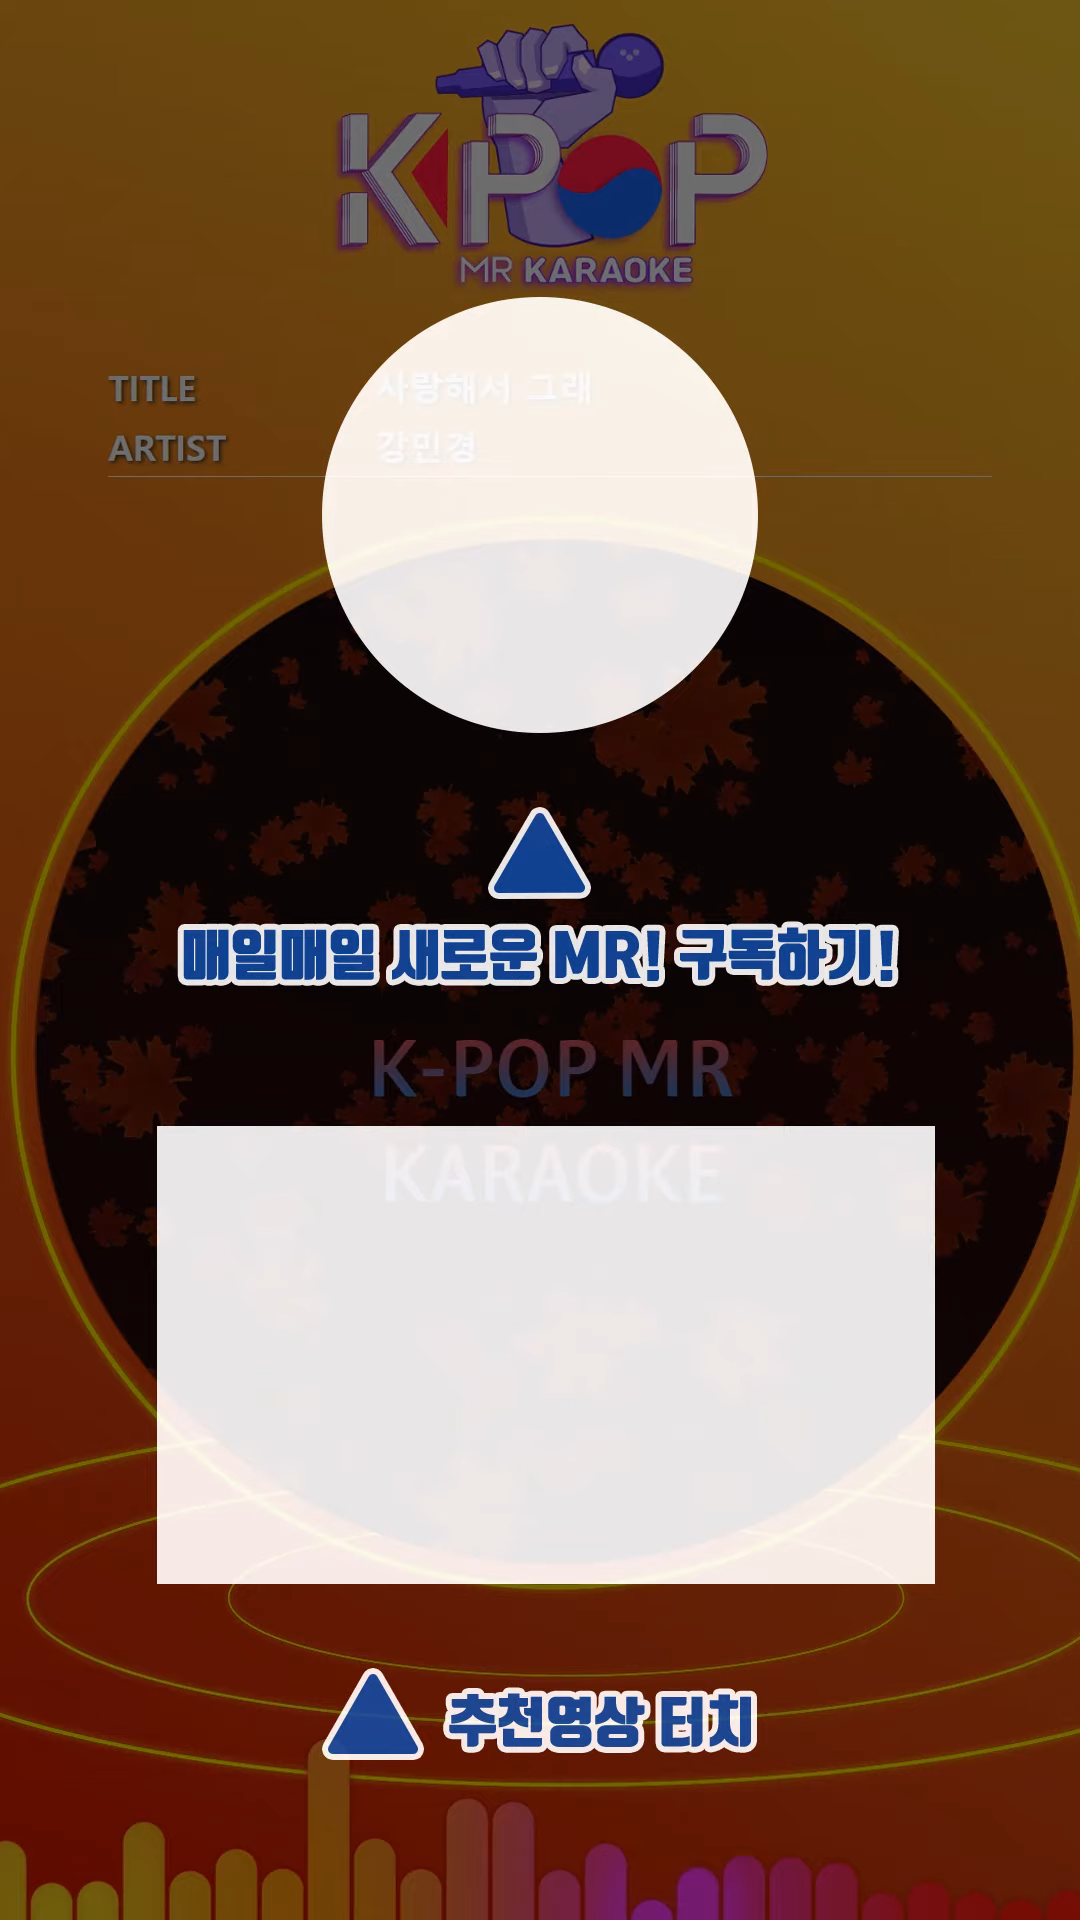 KPOP
MR KARAOKE
TITLE 사랑해서 그래
ARTIST 강민경
매일매일 새로운 MR! 구독하기!
K-POP MR
KARAOKE
추천영상 터치